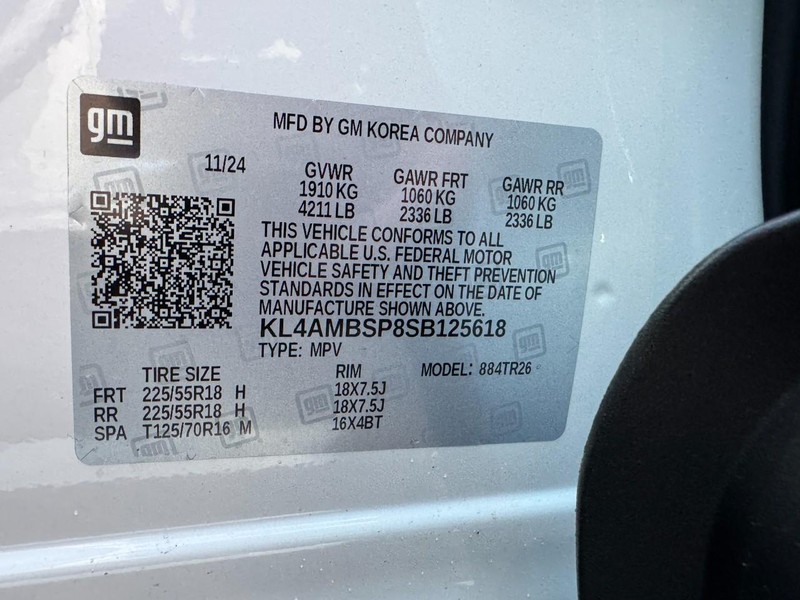 gm
MFD BY GM KOREA COMPANY
11/24
GVWR GAWR FRT GAWR RR
1910 KG 1060 KG 1060 KG
4211 LB 2336 LB 2336 LB
THIS VEHICLE CONFORMS TO ALL
APPLICABLE U.S. FEDERAL MOTOR
VEHICLE SAFETY AND THEFT PREVENTION
STANDARDS IN EFFECT ON THE DATE OF
MANUFACTURE SHOWN ABOVE.
KL4AMBSP8SB125618
TYPE: MPV MODEL: 884TR26
TIRE SIZE RIM
FRT 225/55R18 H 18X7.5J
RR 225/55R18 H 18X7.5J
SPA T125/70R16 M 16X4BT